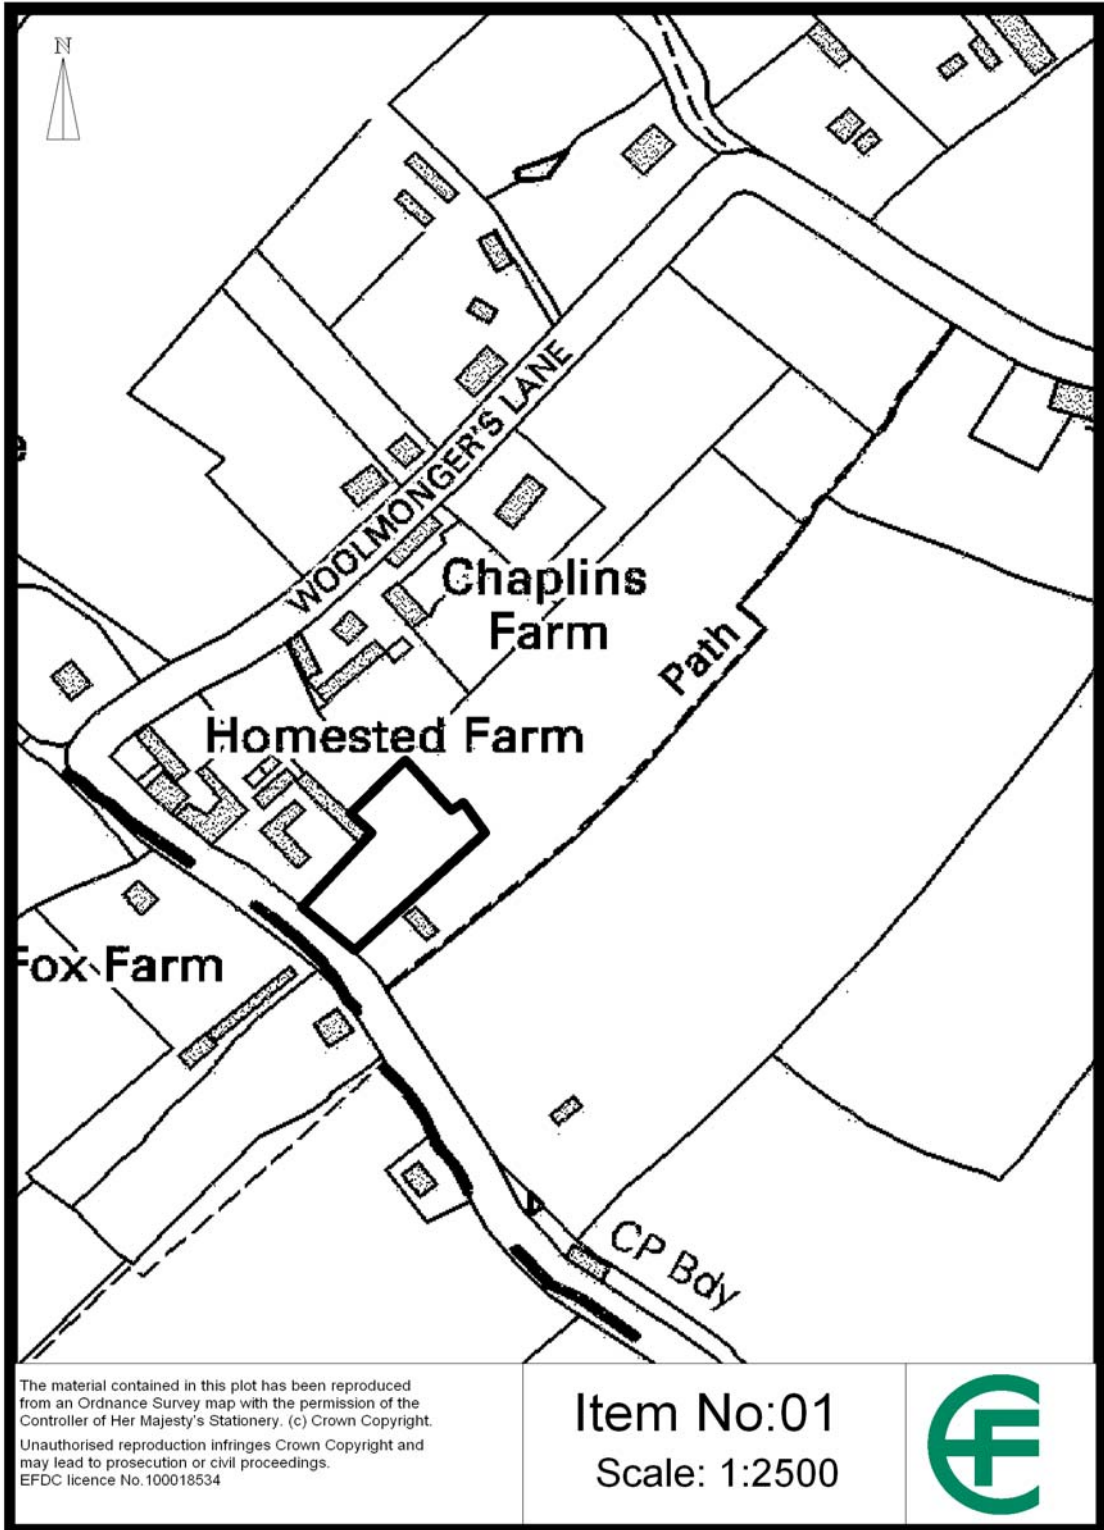 N
WOOLMONGER'S LANE
Chaplins
Farm
Path
Homested Farm
Fox Farm
CP Bdy
The material contained in this plot has been reproduced
from an Ordnance Survey map with the permission of the
Controller of Her Majesty's Stationery. (c) Crown Copyright.
Unauthorised reproduction infringes Crown Copyright and
may lead to prosecution or civil proceedings.
EFDC licence No.100018534
Item No:01
Scale: 1:2500